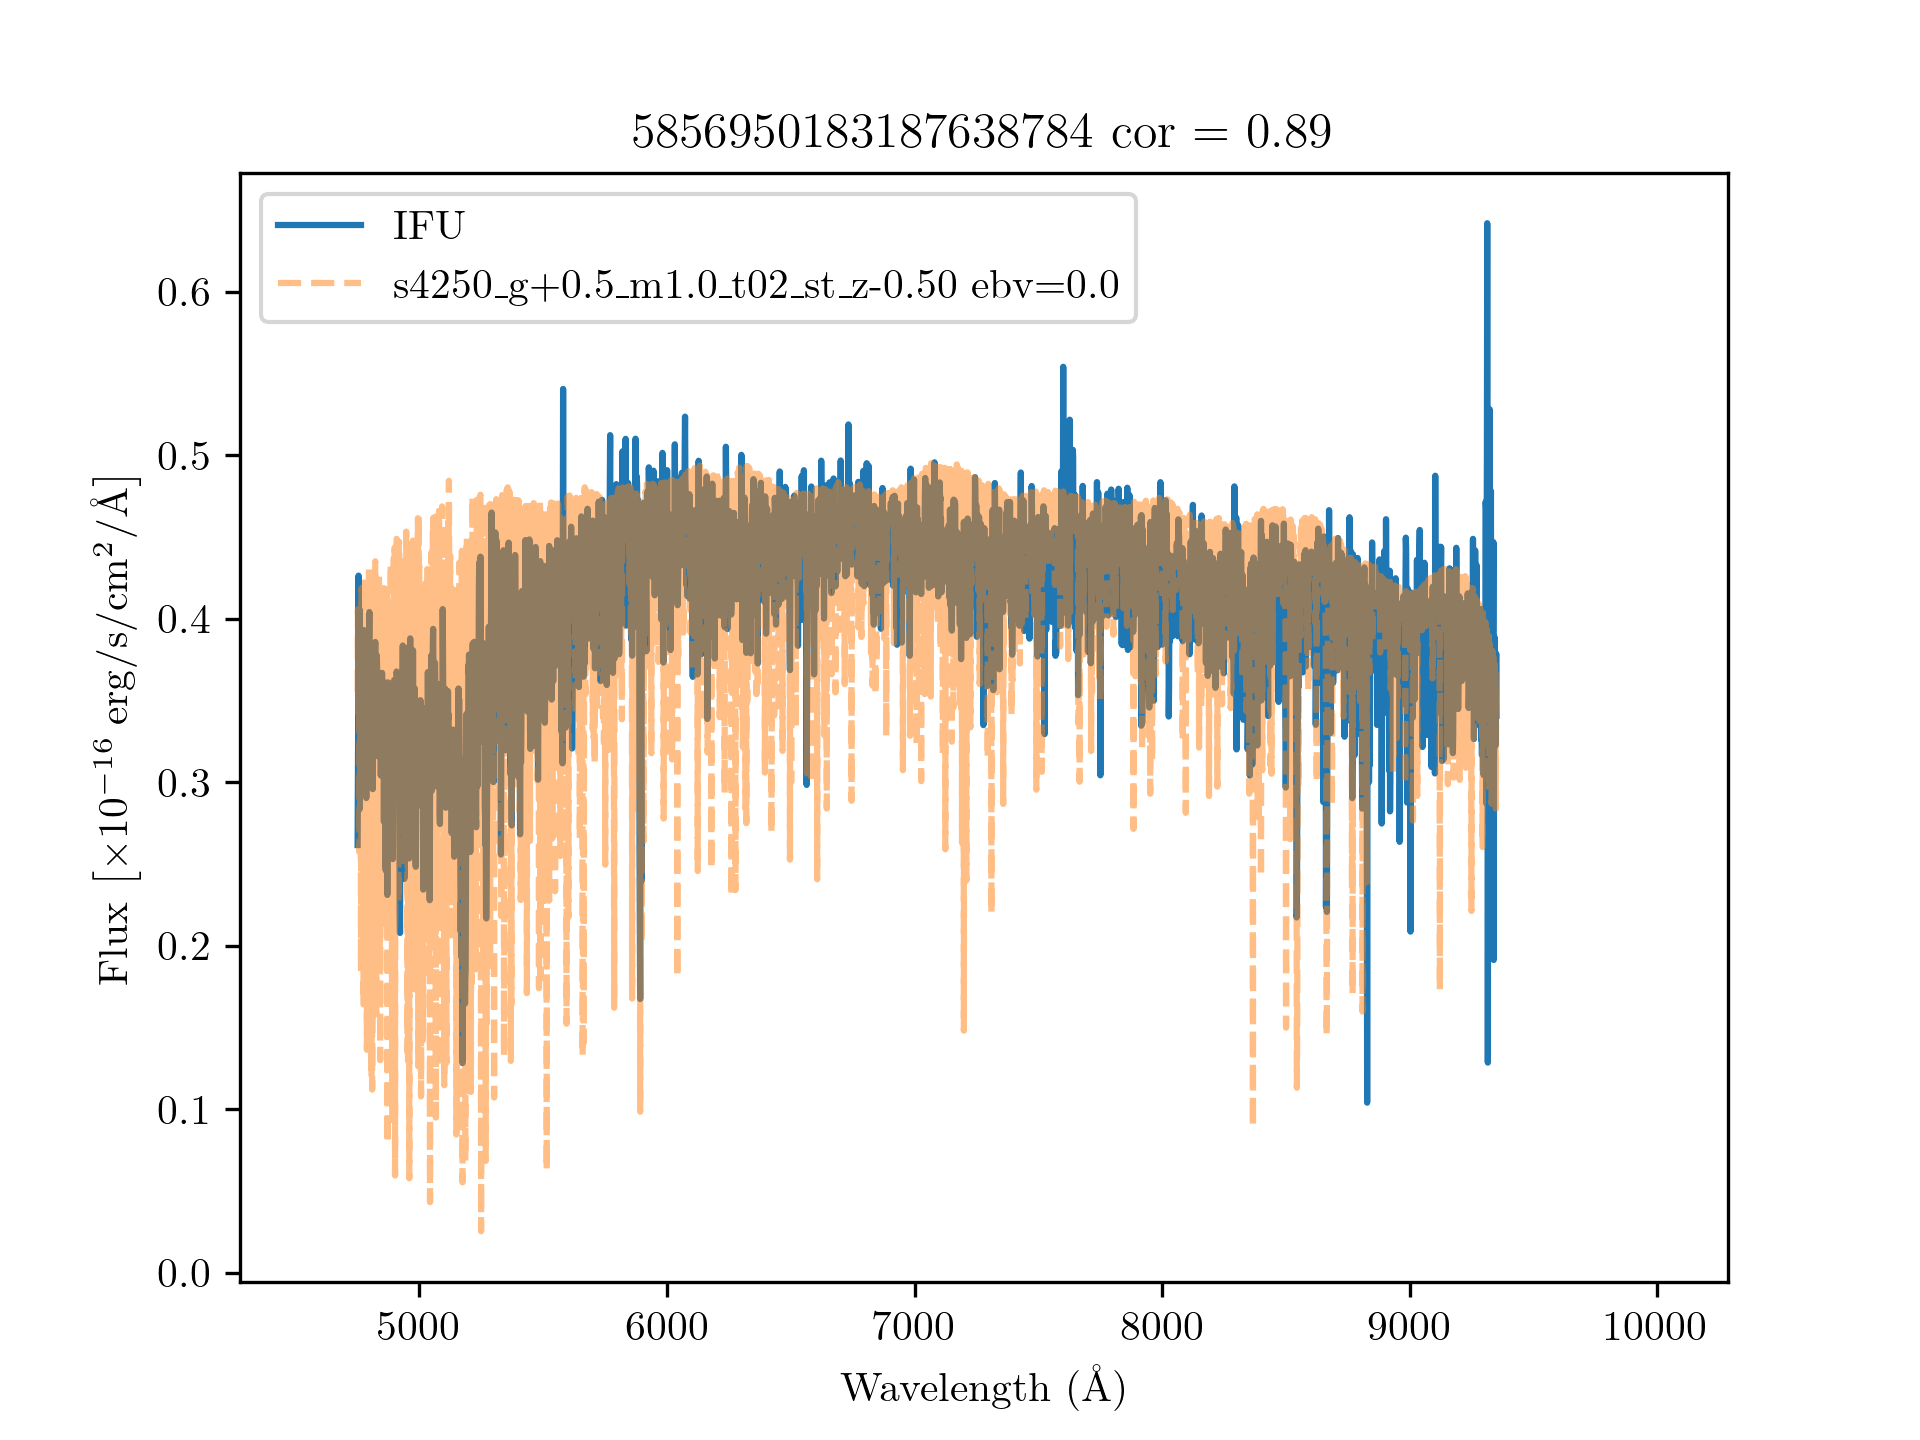 5856950183187638784 cor = 0.89
IFU
s4250_g+0.5_m1.0_t02_st_z-0.50 ebv=0.0
0.6
0.5
0.4
0.3
0.2
0.1
0.0
Flux [×10⁻¹⁶ erg/s/cm²/Å]
5000 6000 7000 8000 9000 10000
Wavelength (Å)